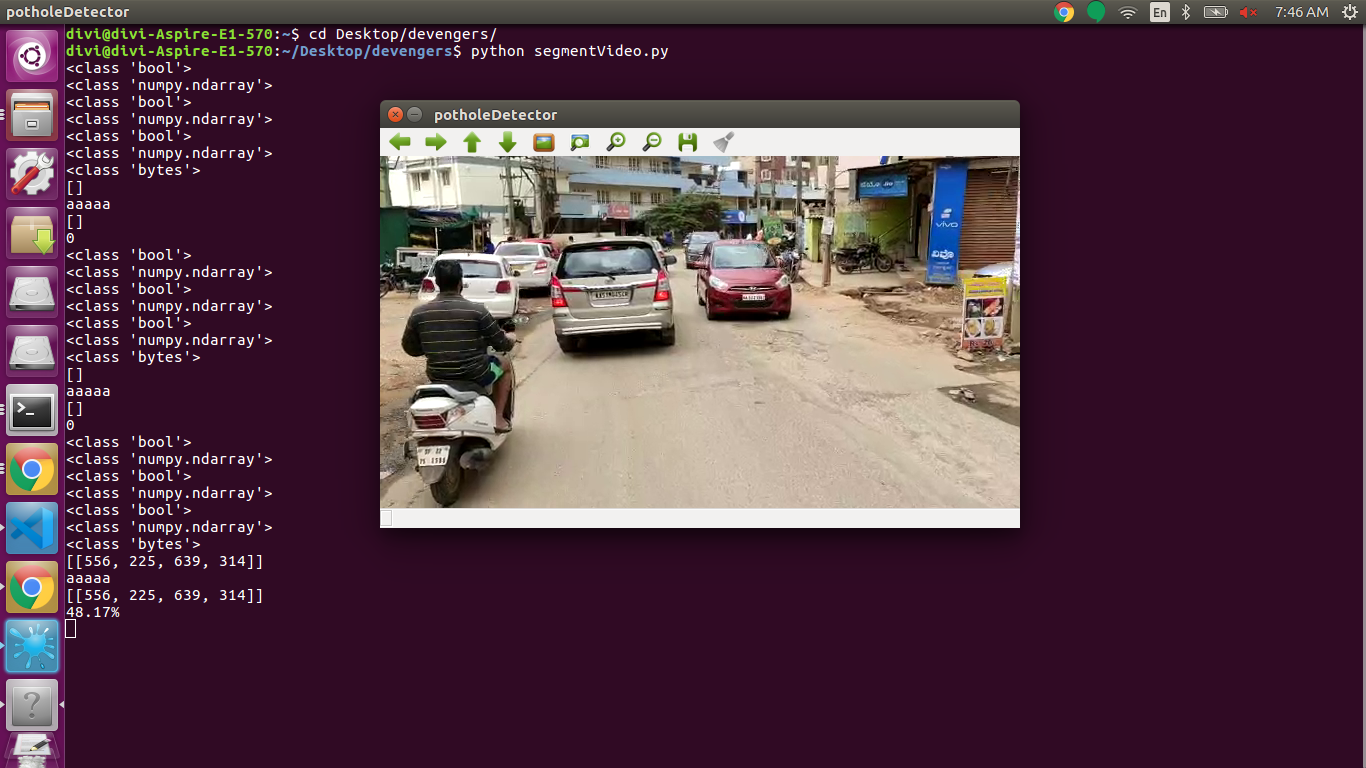 potholeDetector
En
7:46 AM
divi@divi-Aspire-E1-570:~$ cd Desktop/devengers/
divi@divi-Aspire-E1-570:~/Desktop/devengers$ python segmentVideo.py
<class 'bool'>
<class 'numpy.ndarray'>
<class 'bool'>
<class 'numpy.ndarray'>
<class 'bool'>
<class 'numpy.ndarray'>
<class 'bytes'>
[]
aaaaa
[]
0
<class 'bool'>
<class 'numpy.ndarray'>
<class 'bool'>
<class 'numpy.ndarray'>
<class 'bool'>
<class 'numpy.ndarray'>
<class 'bytes'>
[]
aaaaa
[]
0
<class 'bool'>
<class 'numpy.ndarray'>
<class 'bool'>
<class 'numpy.ndarray'>
<class 'bool'>
<class 'numpy.ndarray'>
<class 'bytes'>
[[556, 225, 639, 314]]
aaaaa
[[556, 225, 639, 314]]
48.17%
potholeDetector
vivo
ವಿವೊ